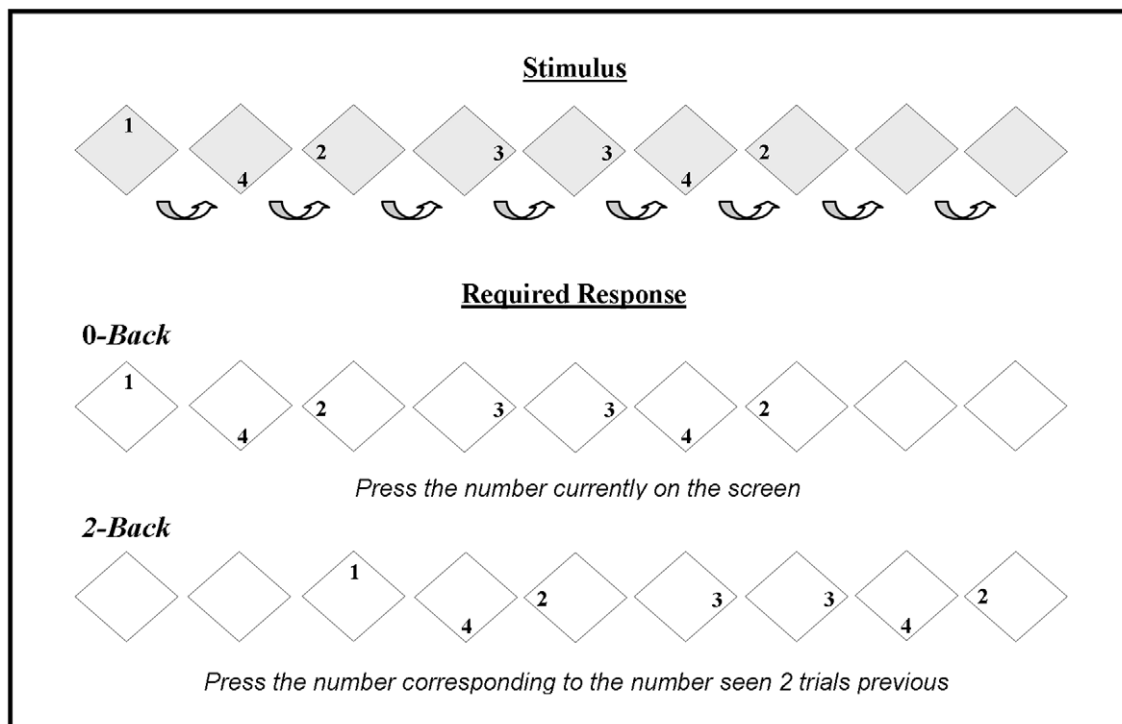 Stimulus
1 4 2 3 3 4 2
Required Response
0-Back
1 4 2 3 3 4 2
Press the number currently on the screen
2-Back
1 4 2 3 3 4 2
Press the number corresponding to the number seen 2 trials previous